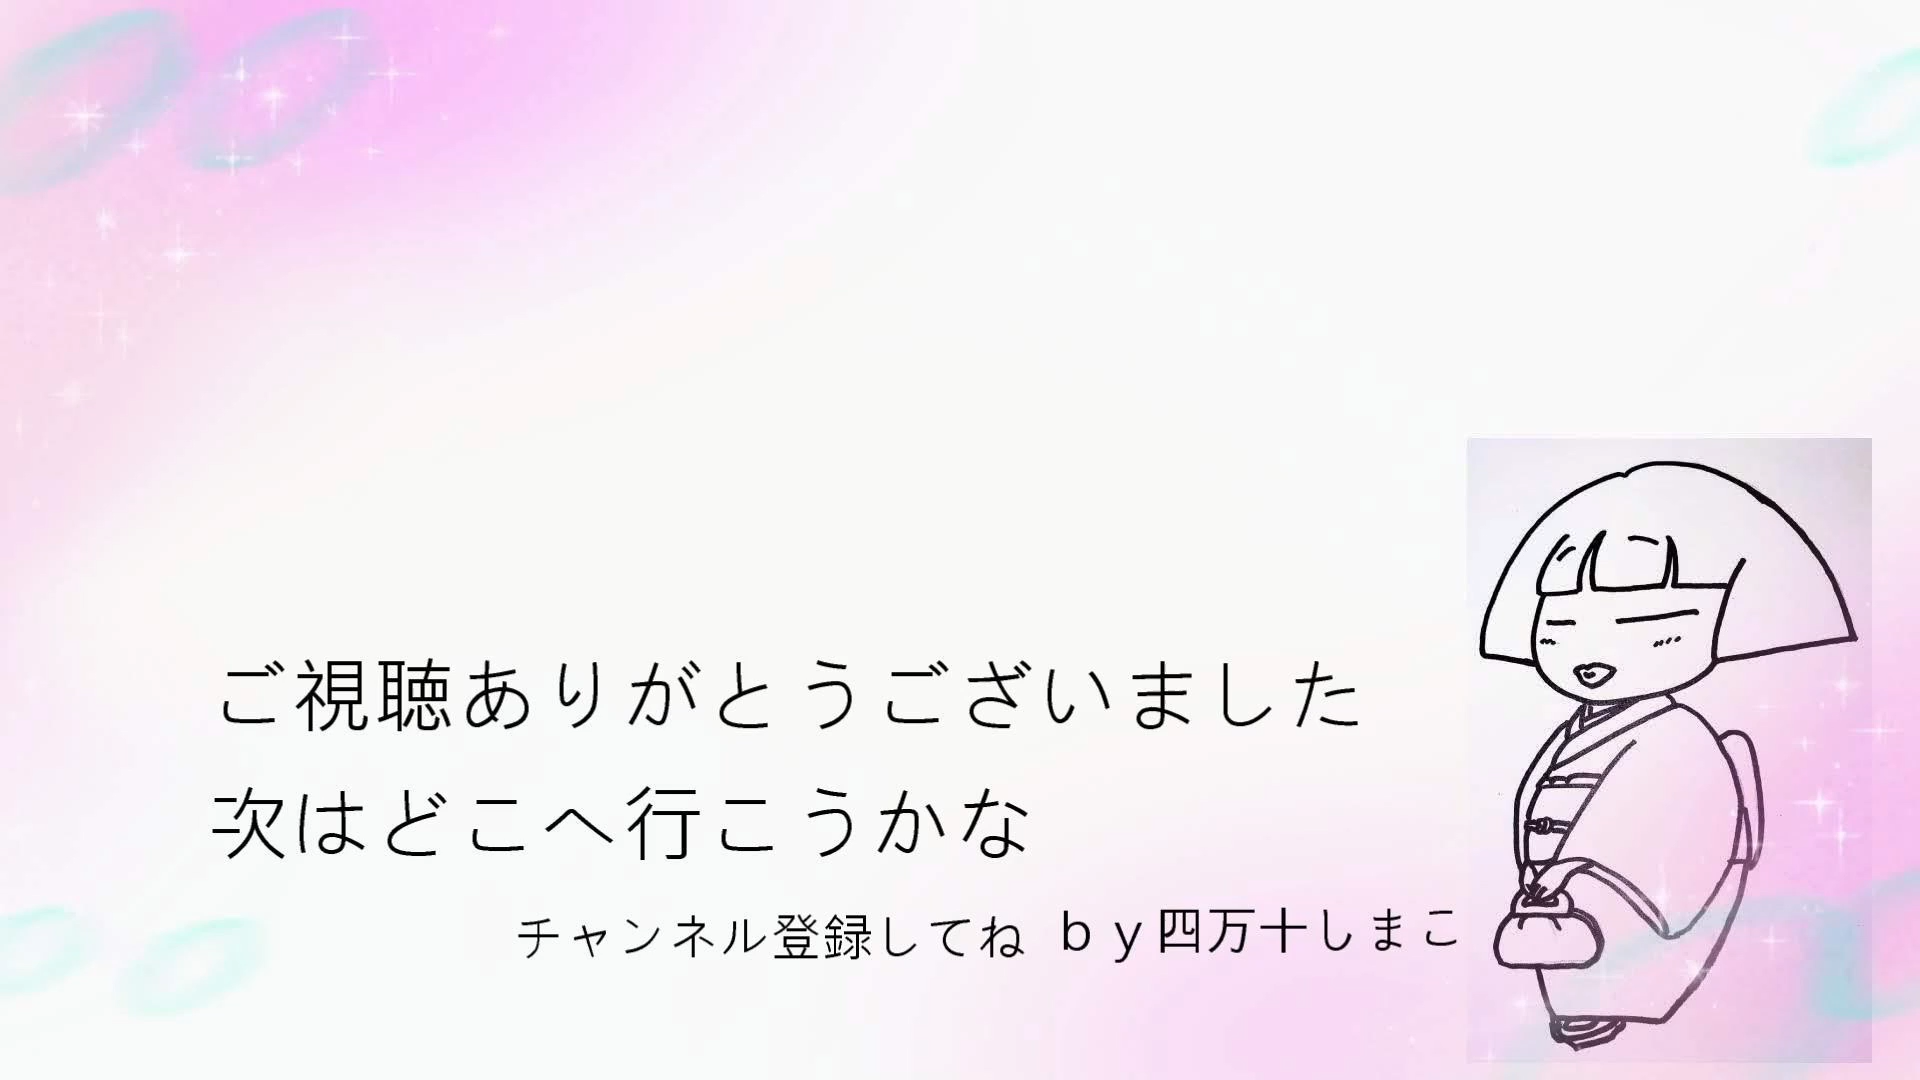 ご視聴ありがとうございました
次はどこへ行こうかな
チャンネル登録してね ｂｙ四万十しまこ